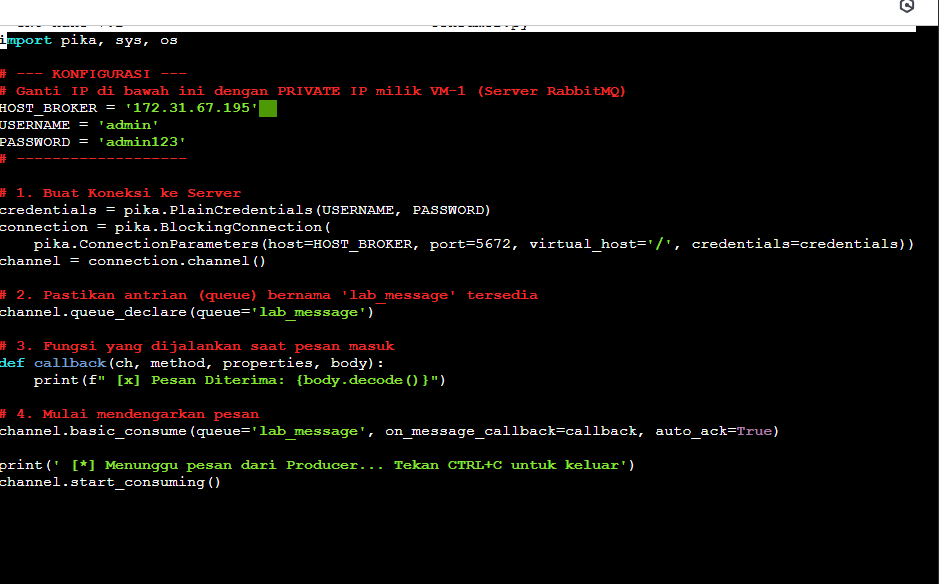 import pika, sys, os
# --- KONFIGURASI ---
# Ganti IP di bawah ini dengan PRIVATE IP milik VM-1 (Server RabbitMQ)
HOST_BROKER = '172.31.67.195'
USERNAME = 'admin'
PASSWORD = 'admin123'
# -------------------
# 1. Buat Koneksi ke Server
credentials = pika.PlainCredentials(USERNAME, PASSWORD)
connection = pika.BlockingConnection(
    pika.ConnectionParameters(host=HOST_BROKER, port=5672, virtual_host='/', credentials=credentials))
channel = connection.channel()
# 2. Pastikan antrian (queue) bernama 'lab_message' tersedia
channel.queue_declare(queue='lab_message')
# 3. Fungsi yang dijalankan saat pesan masuk
def callback(ch, method, properties, body):
    print(f" [x] Pesan Diterima: {body.decode()}")
# 4. Mulai mendengarkan pesan
channel.basic_consume(queue='lab_message', on_message_callback=callback, auto_ack=True)
print(' [*] Menunggu pesan dari Producer... Tekan CTRL+C untuk keluar')
channel.start_consuming()